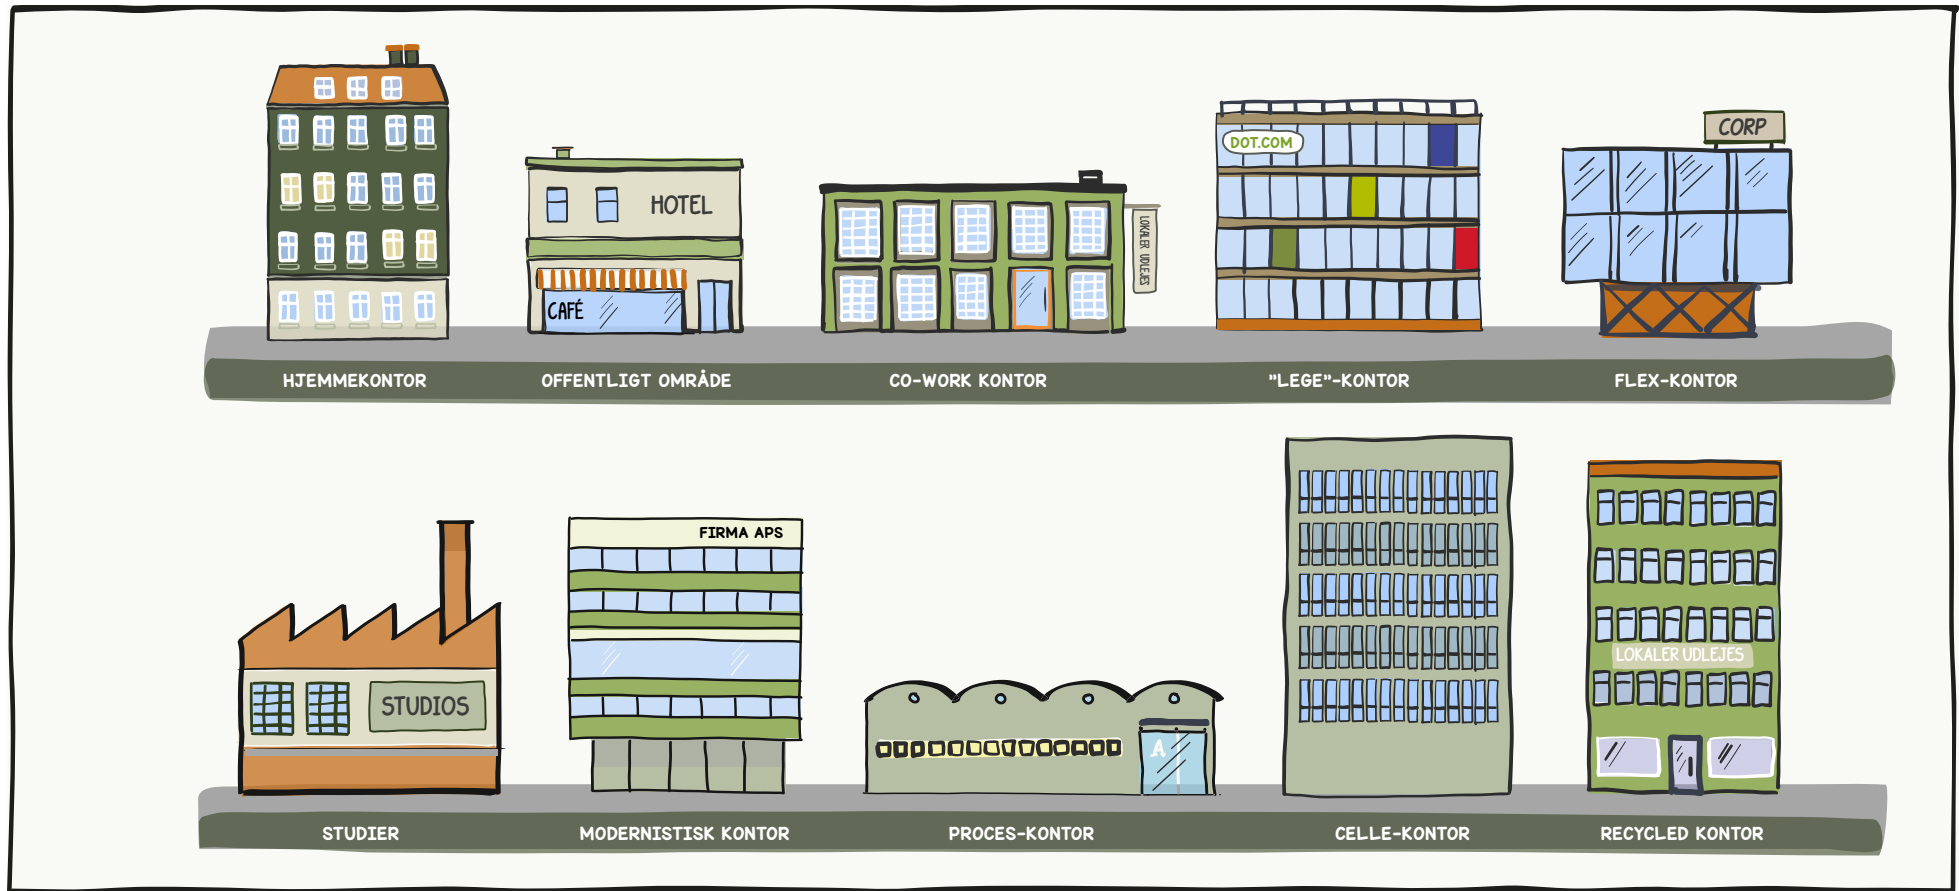 CORP
DOT.COM
HOTEL
CAFÉ
LOKALER UDLEJES
HJEMMEKONTOR
OFFENTLIGT OMRÅDE
CO-WORK KONTOR
"LEGE"-KONTOR
FLEX-KONTOR
FIRMA APS
STUDIOS
LOKALER UDLEJES
A
STUDIER
MODERNISTISK KONTOR
PROCES-KONTOR
CELLE-KONTOR
RECYCLED KONTOR